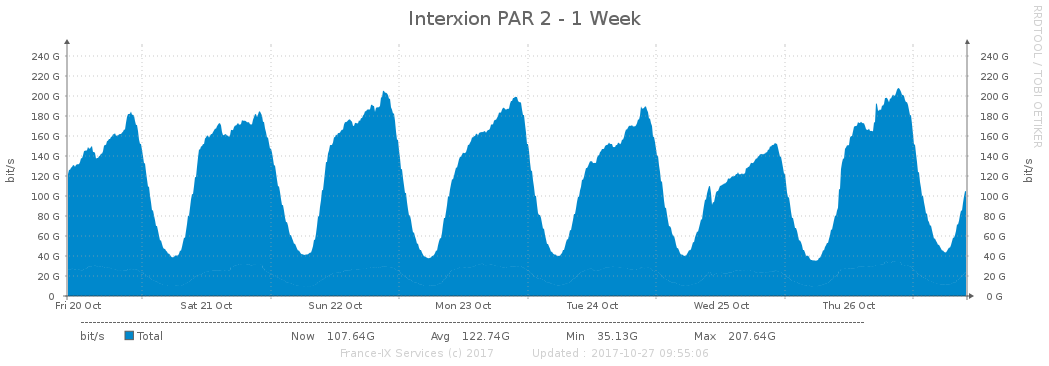 Interxion PAR 2 - 1 Week
RRDTOOL / TOBI OETIKER
240 G 240 G
220 G 220 G
200 G 200 G
180 G 180 G
160 G 160 G
140 G 140 G
120 G 120 G
100 G 100 G
80 G 80 G
60 G 60 G
40 G 40 G
20 G 20 G
0 0 G
bit/s bit/s
Fri 20 Oct Sat 21 Oct Sun 22 Oct Mon 23 Oct Tue 24 Oct Wed 25 Oct Thu 26 Oct
bit/s Total Now 107.64G Avg 122.74G Min 35.13G Max 207.64G
France-IX Services (c) 2017 Updated : 2017-10-27 09:55:06